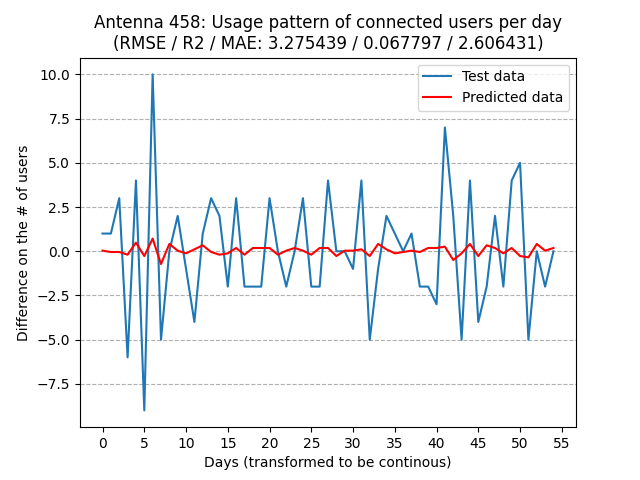 Antenna 458: Usage pattern of connected users per day
(RMSE / R2 / MAE: 3.275439 / 0.067797 / 2.606431)
Test data
Predicted data
Difference on the # of users
10.0
7.5
5.0
2.5
0.0
−2.5
−5.0
−7.5
0 5 10 15 20 25 30 35 40 45 50 55
Days (transformed to be continous)